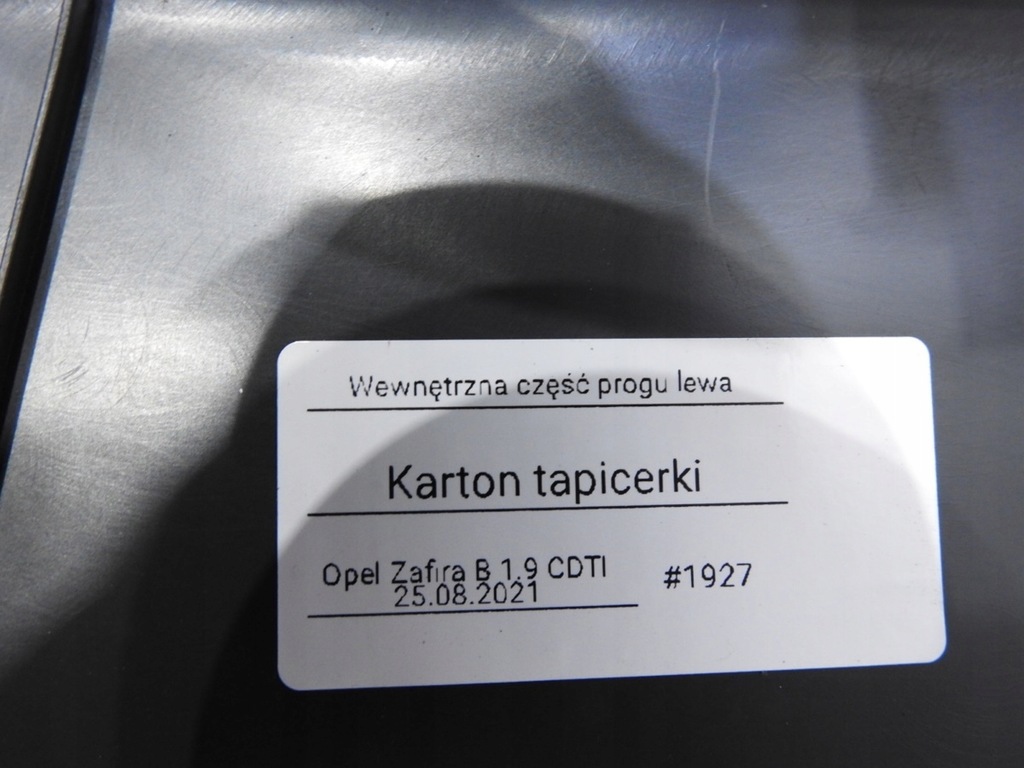 Wewnętrzna część progu lewa
Karton tapicerki
Opel Zafira B 1.9 CDTI
25.08.2021
#1927